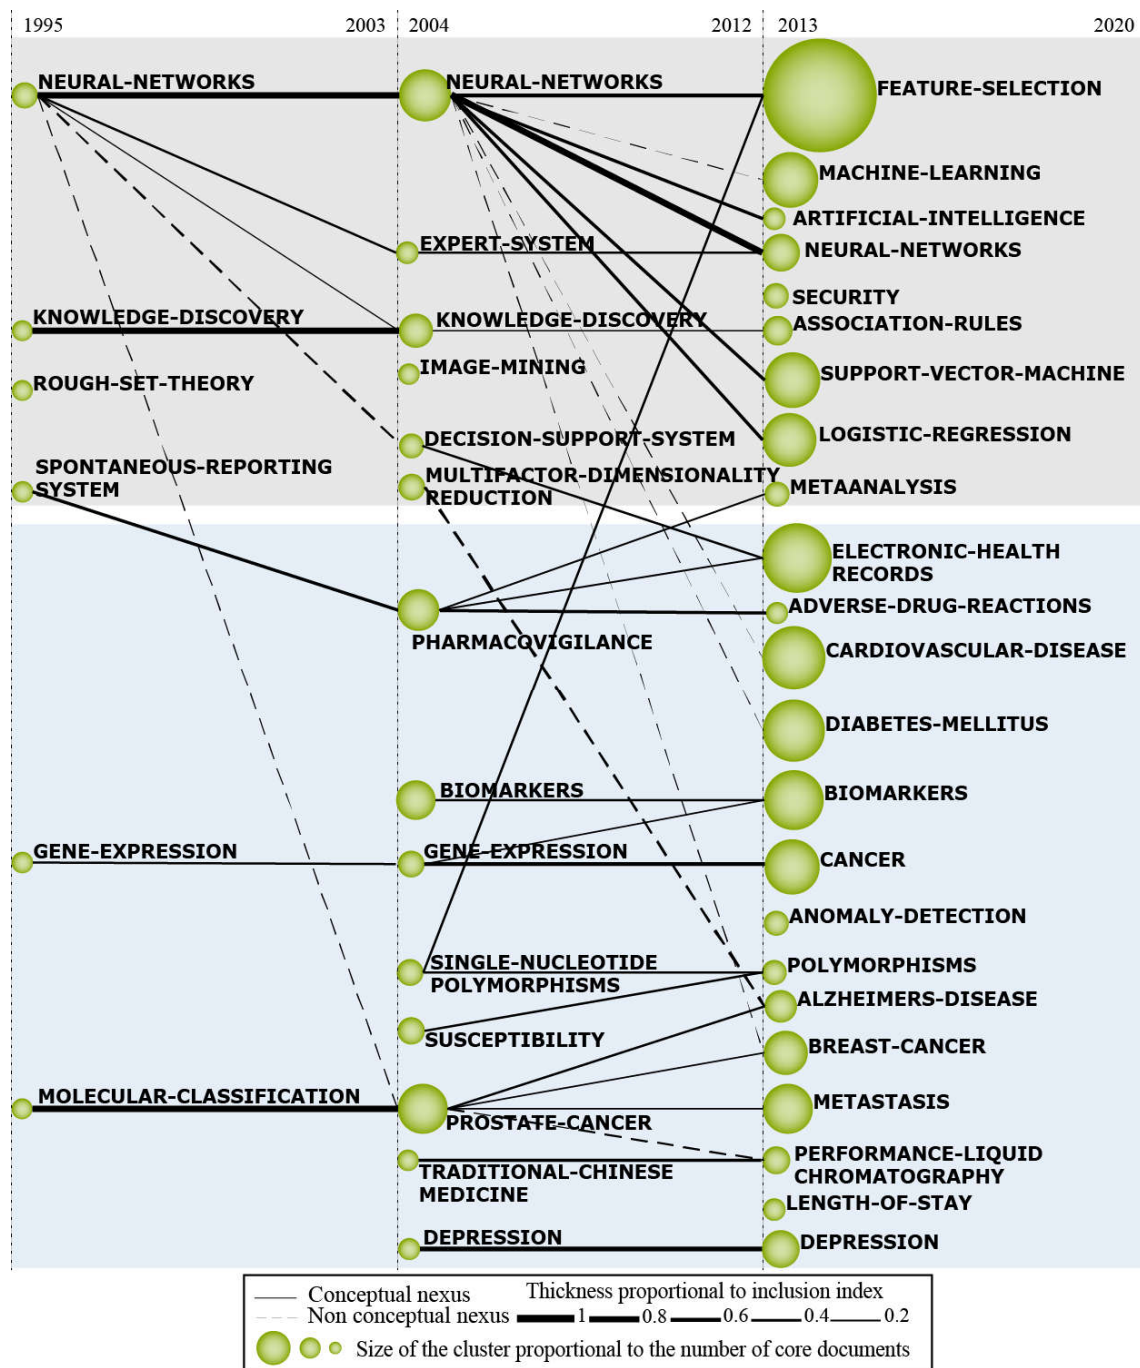 1995
2003
2004
2012
2013
2020
NEURAL-NETWORKS
NEURAL-NETWORKS
FEATURE-SELECTION
MACHINE-LEARNING
ARTIFICIAL-INTELLIGENCE
EXPERT-SYSTEM
NEURAL-NETWORKS
SECURITY
KNOWLEDGE-DISCOVERY
KNOWLEDGE-DISCOVERY
ASSOCIATION-RULES
ROUGH-SET-THEORY
IMAGE-MINING
SUPPORT-VECTOR-MACHINE
DECISION-SUPPORT-SYSTEM
LOGISTIC-REGRESSION
SPONTANEOUS-REPORTING
SYSTEM
MULTIFACTOR-DIMENSIONALITY
REDUCTION
METAANALYSIS
ELECTRONIC-HEALTH
RECORDS
ADVERSE-DRUG-REACTIONS
PHARMACOVIGILANCE
CARDIOVASCULAR-DISEASE
DIABETES-MELLITUS
BIOMARKERS
BIOMARKERS
GENE-EXPRESSION
GENE-EXPRESSION
CANCER
ANOMALY-DETECTION
SINGLE-NUCLEOTIDE
POLYMORPHISMS
POLYMORPHISMS
ALZHEIMERS-DISEASE
SUSCEPTIBILITY
BREAST-CANCER
MOLECULAR-CLASSIFICATION
PROSTATE-CANCER
METASTASIS
TRADITIONAL-CHINESE
MEDICINE
PERFORMANCE-LIQUID
CHROMATOGRAPHY
LENGTH-OF-STAY
DEPRESSION
DEPRESSION
Conceptual nexus
Non conceptual nexus
Thickness proportional to inclusion index
1 0.8 0.6 0.4 0.2
Size of the cluster proportional to the number of core documents